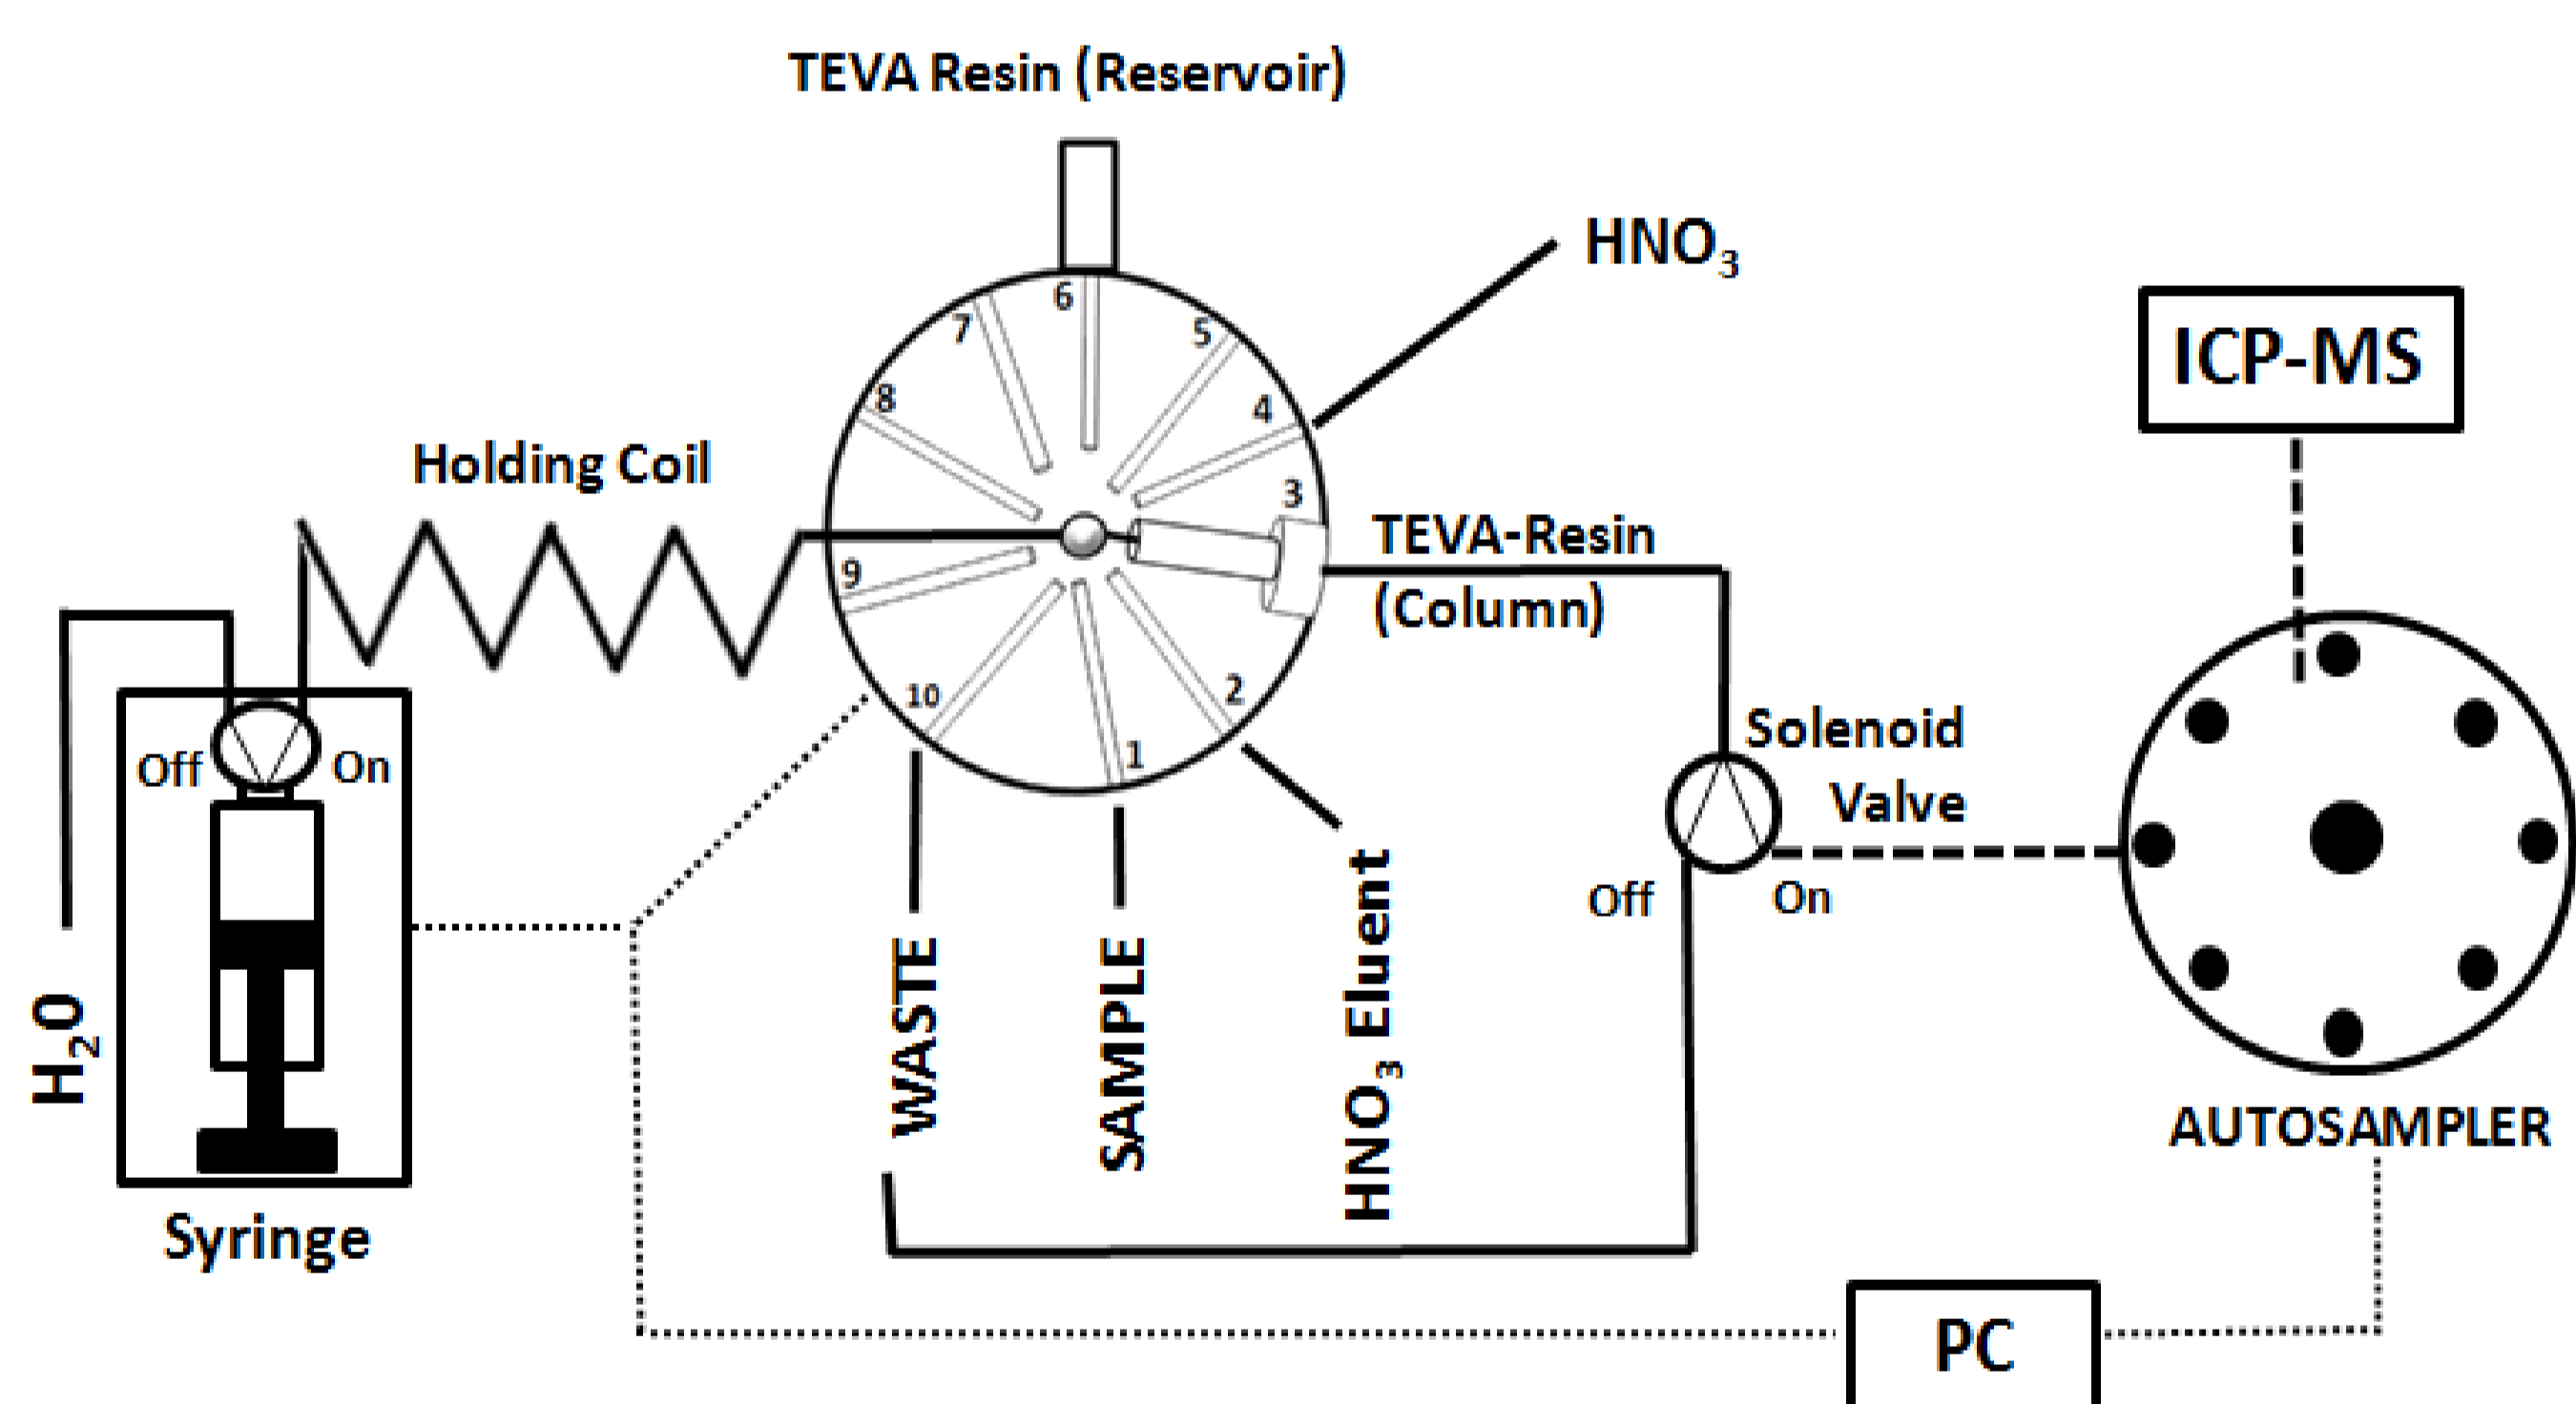 TEVA Resin (Reservoir)
HNO₃
6
7
5
8
4
ICP-MS
Holding Coil
3
TEVA-Resin
(Column)
9
10
2
1
Off
On
Solenoid
Valve
Off
On
H₂O
WASTE
SAMPLE
HNO₃ Eluent
AUTOSAMPLER
Syringe
PC